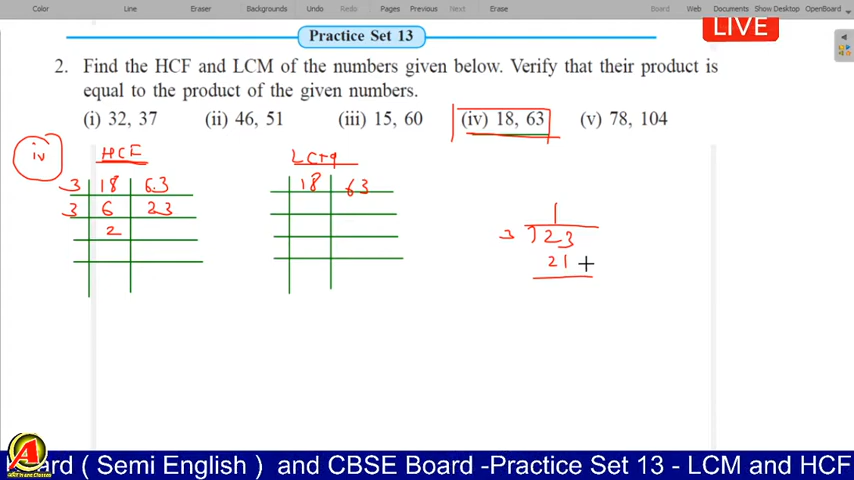 Color Line Eraser Backgrounds Undo Redo Pages Previous Next Erase Board Web Documents Show Desktop OpenBoard
LIVE
Practice Set 13
2. Find the HCF and LCM of the numbers given below. Verify that their product is
equal to the product of the given numbers.
(i) 32, 37 (ii) 46, 51 (iii) 15, 60 (iv) 18, 63 (v) 78, 104
iv HCF
3 18 63
3 6 23
2
LCM
18 63
1
3 23
21
A
Board ( Semi English ) and CBSE Board -Practice Set 13 - LCM and HCF